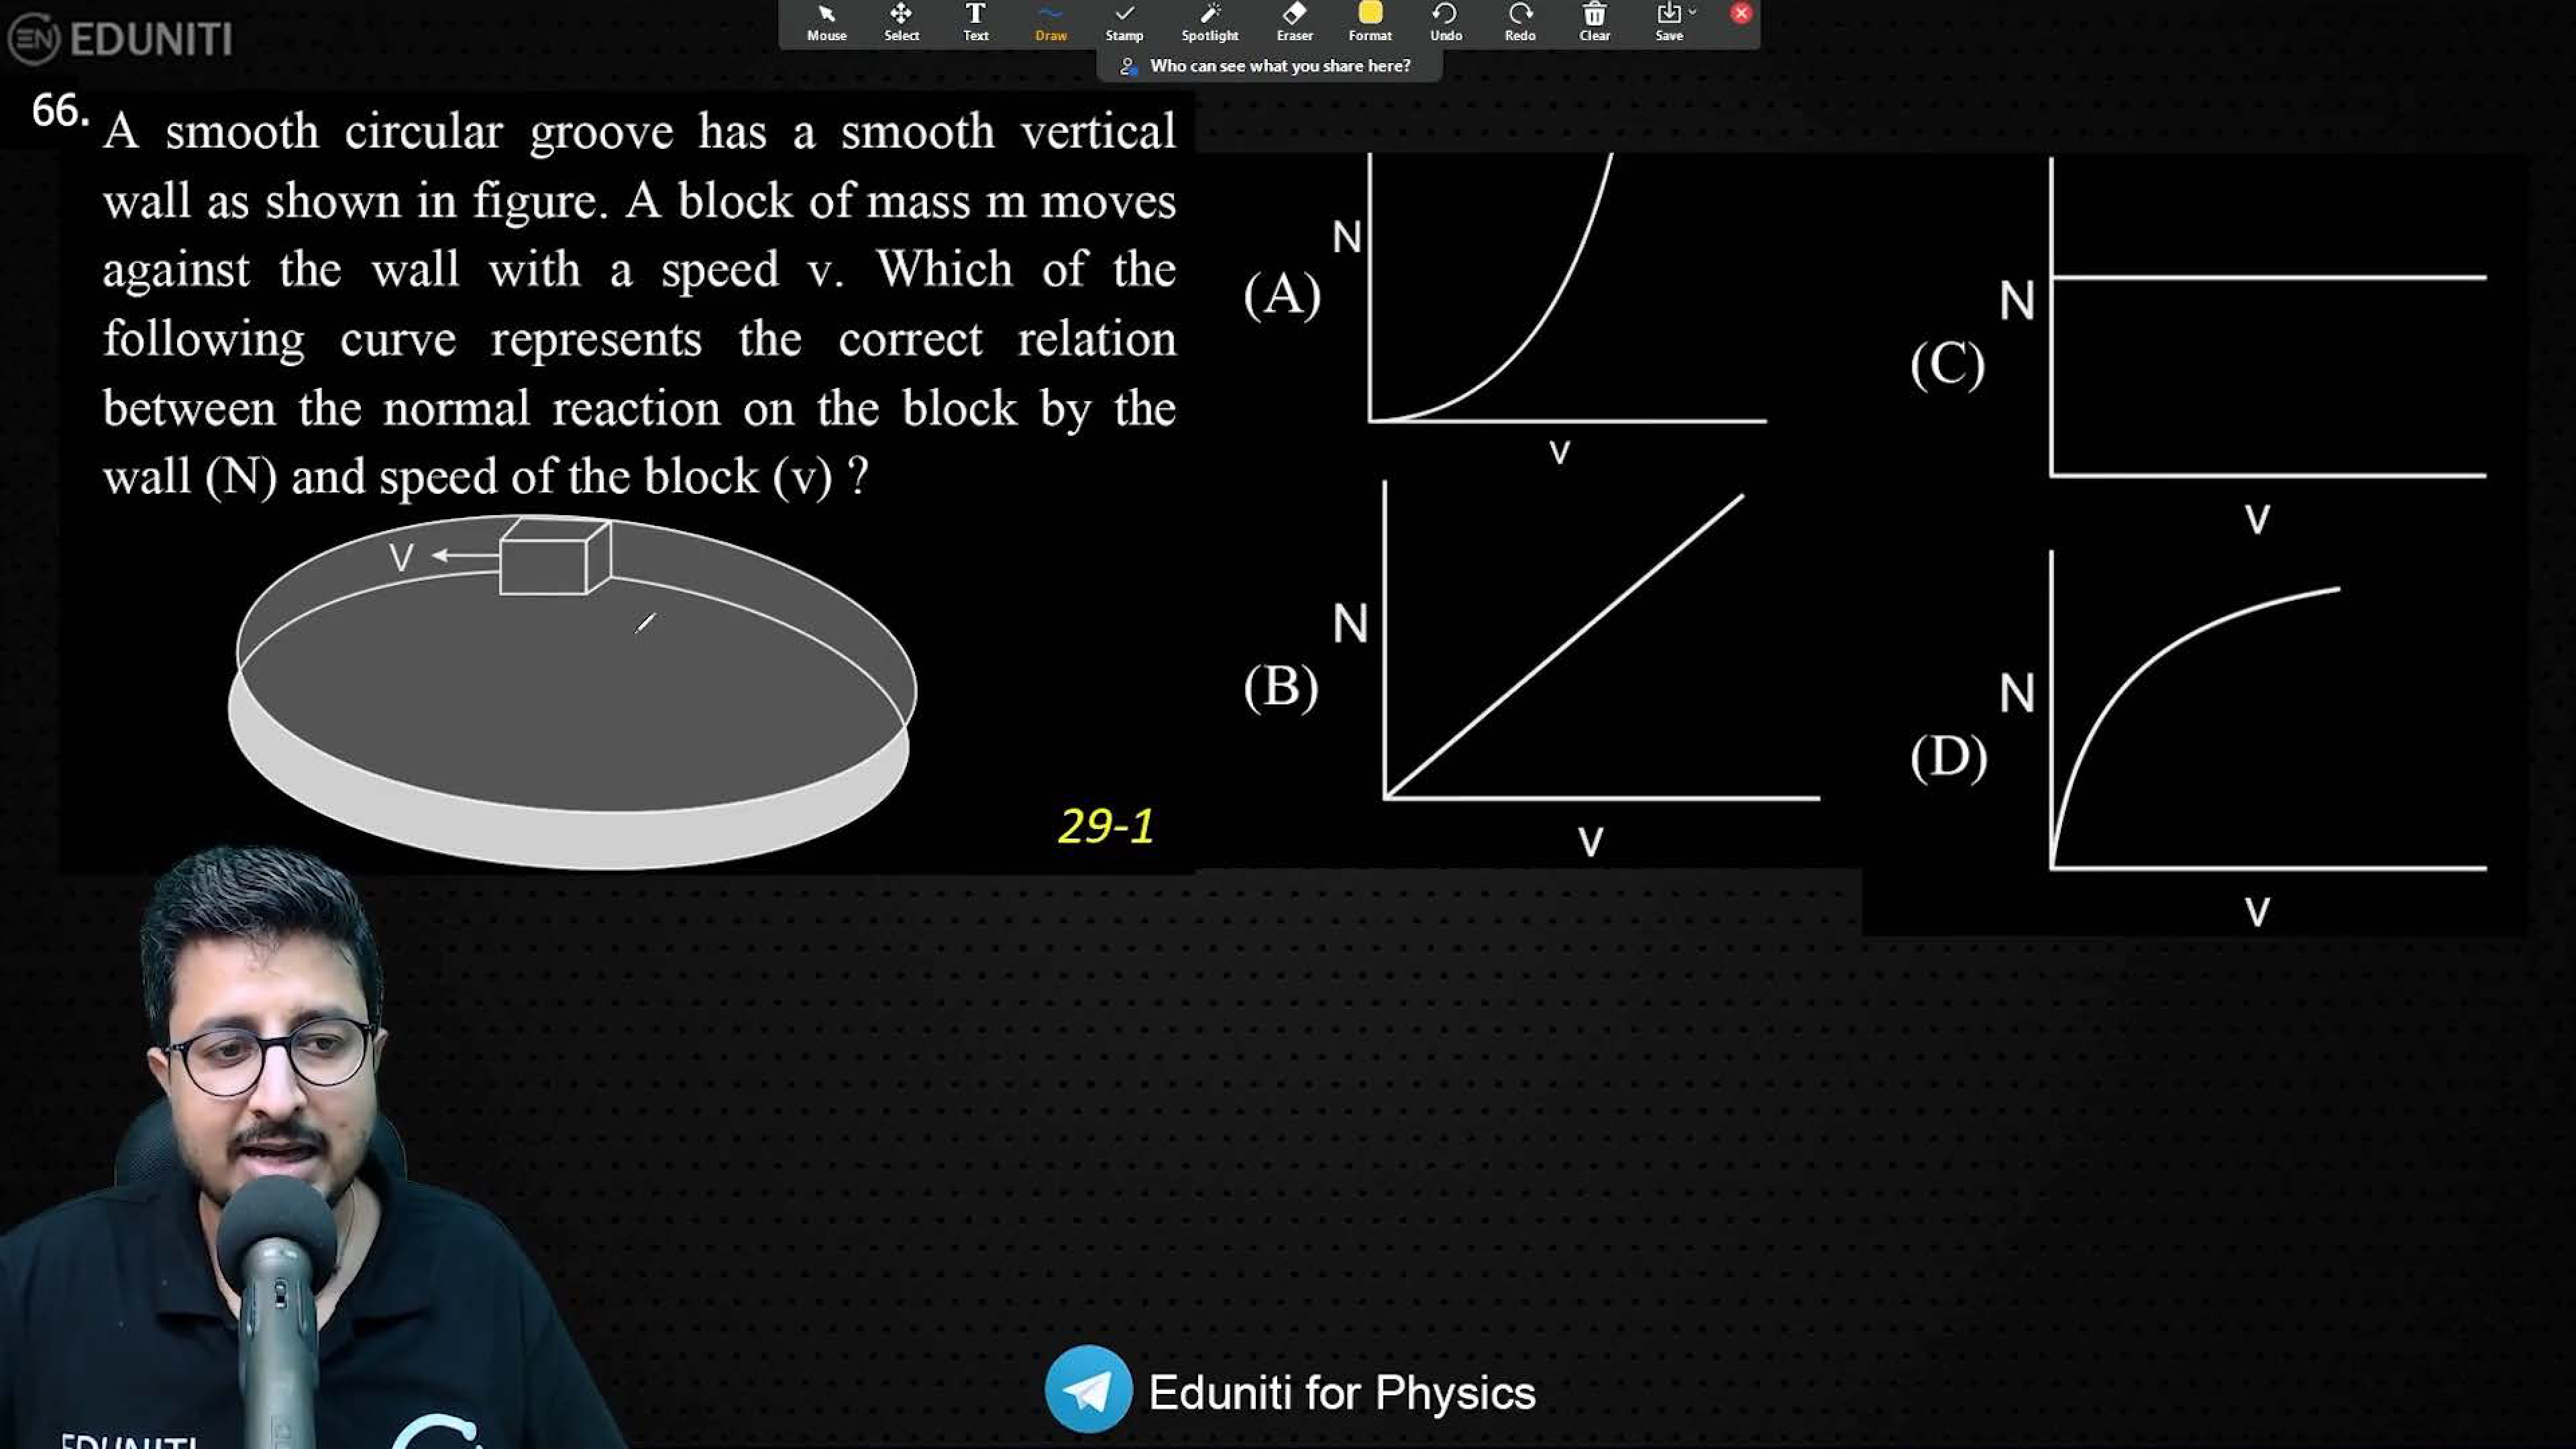 EDUNITI
Mouse Select Text Draw Stamp Spotlight Eraser Format Undo Redo Clear Save
Who can see what you share here?
66. A smooth circular groove has a smooth vertical
wall as shown in figure. A block of mass m moves
against the wall with a speed v. Which of the
following curve represents the correct relation
between the normal reaction on the block by the
wall (N) and speed of the block (v) ?
V
29-1
(A)
N
v
(B)
N
v
(C)
N
v
(D)
N
v
EDUNITI
Eduniti for Physics